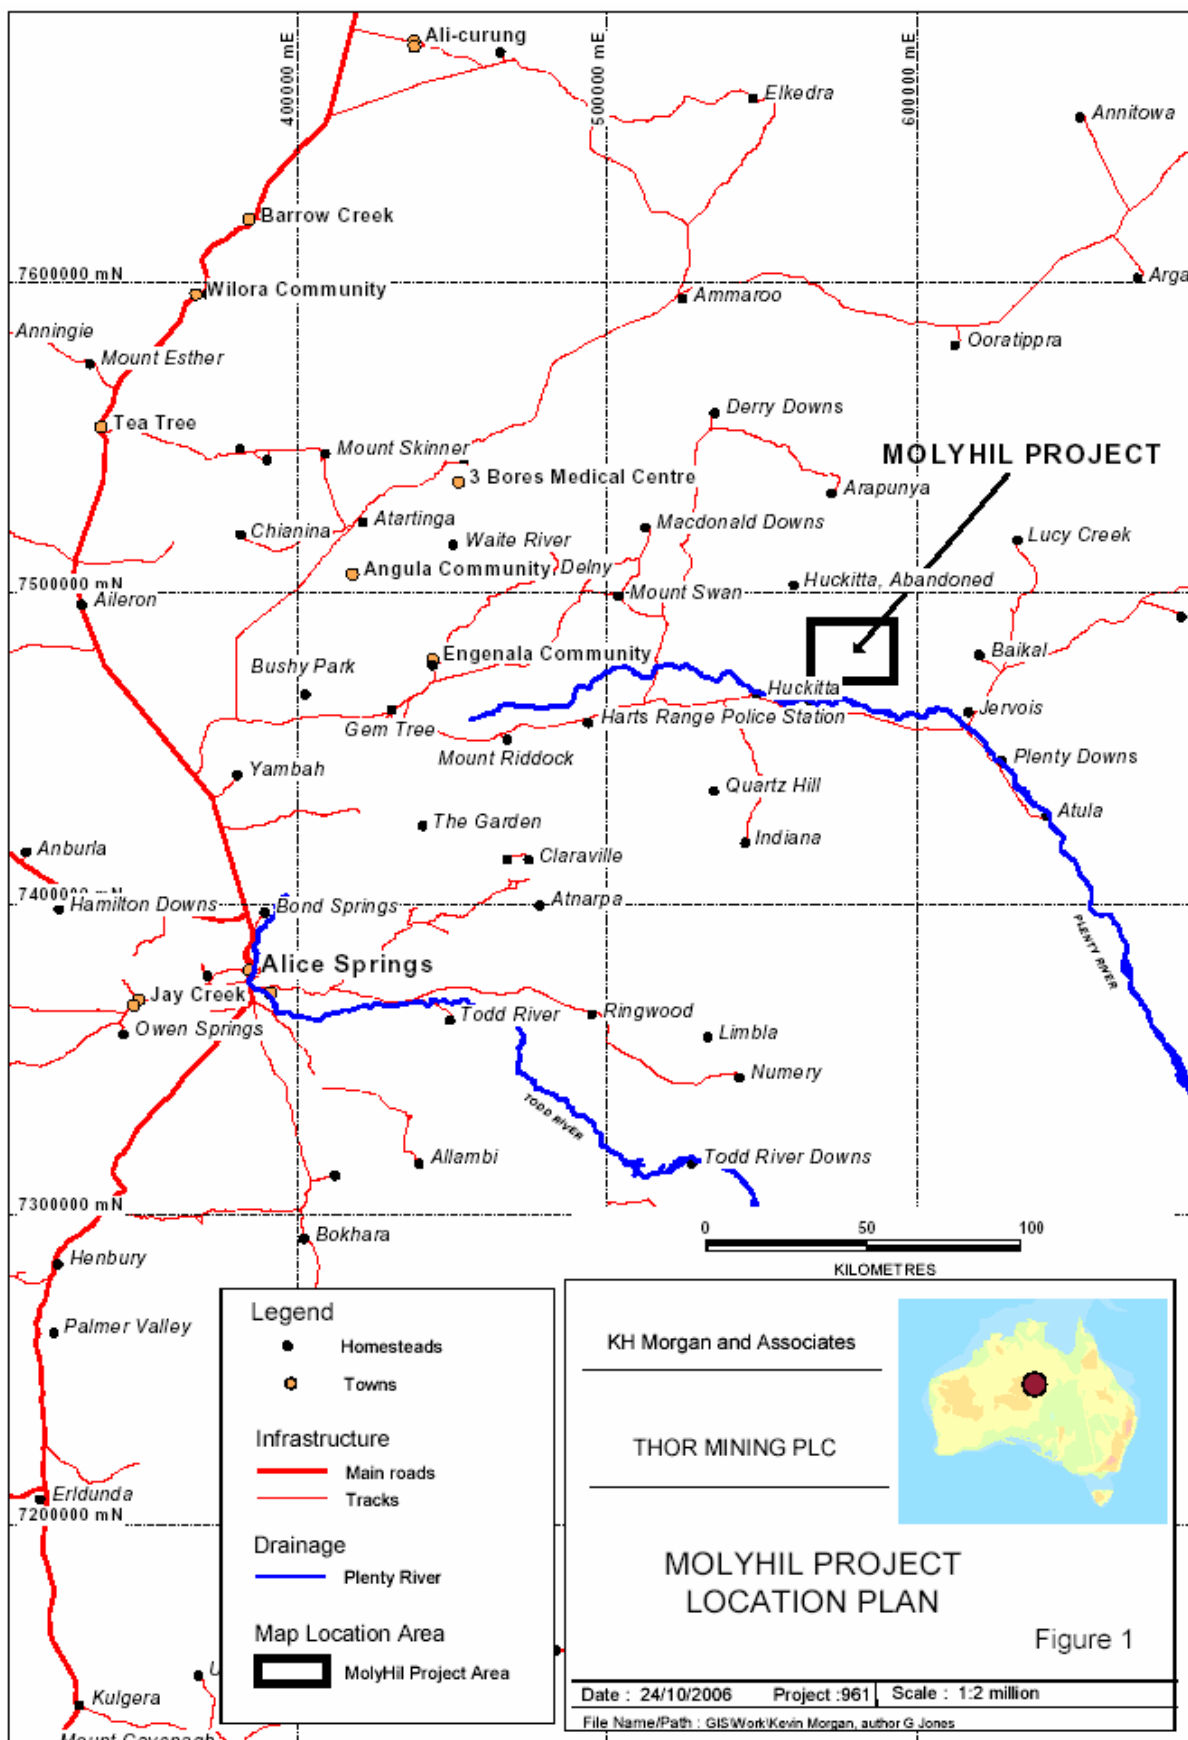 400000 mE
500000 mE
600000 mE
Ali-curung
Elkedra
Annitowa
Barrow Creek
7600000 mN
Arga
Wilora Community
Ammaroo
Anningie
Mount Esther
Ooratippra
Tea Tree
Derry Downs
Mount Skinner
MOLYHIL PROJECT
3 Bores Medical Centre
Arapunya
Atartinga
Macdonald Downs
Chianina
Waite River
Lucy Creek
Angula Community
Delny
7500000 mN
Huckitta, Abandoned
Aileron
Mount Swan
Engenala Community
Baikal
Bushy Park
Huckitta
Jervois
Gem Tree
Harts Range Police Station
Mount Riddock
Plenty Downs
Yambah
Quartz Hill
Atula
The Garden
Indiana
Anburla
Claraville
7400000 mN
Hamilton Downs
Bond Springs
Atnarpa
PLENTY RIVER
Alice Springs
Jay Creek
Owen Springs
Todd River
Ringwood
Limbla
Numery
TODD RIVER
Allambi
Todd River Downs
7300000 mN
Bokhara
0 50 100
KILOMETRES
Henbury
Palmer Valley
Erldunda
7200000 mN
Kulgera
Mount Cavenagh
U
Legend
Homesteads
Towns
Infrastructure
Main roads
Tracks
Drainage
Plenty River
Map Location Area
MolyHil Project Area
KH Morgan and Associates
THOR MINING PLC
MOLYHIL PROJECT
LOCATION PLAN
Figure 1
Date : 24/10/2006 Project :961 Scale : 1:2 million
File Name/Path : GIS\Work\Kevin Morgan, author G Jones